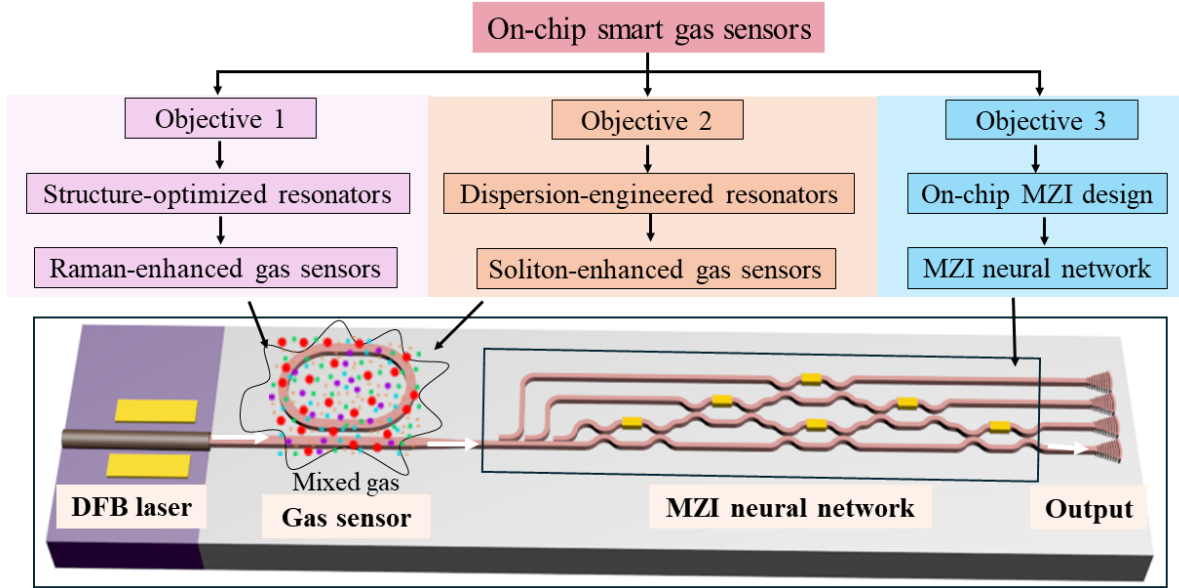 On-chip smart gas sensors
Objective 1
Objective 2
Objective 3
Structure-optimized resonators
Dispersion-engineered resonators
On-chip MZI design
Raman-enhanced gas sensors
Soliton-enhanced gas sensors
MZI neural network
Mixed gas
DFB laser
Gas sensor
MZI neural network
Output